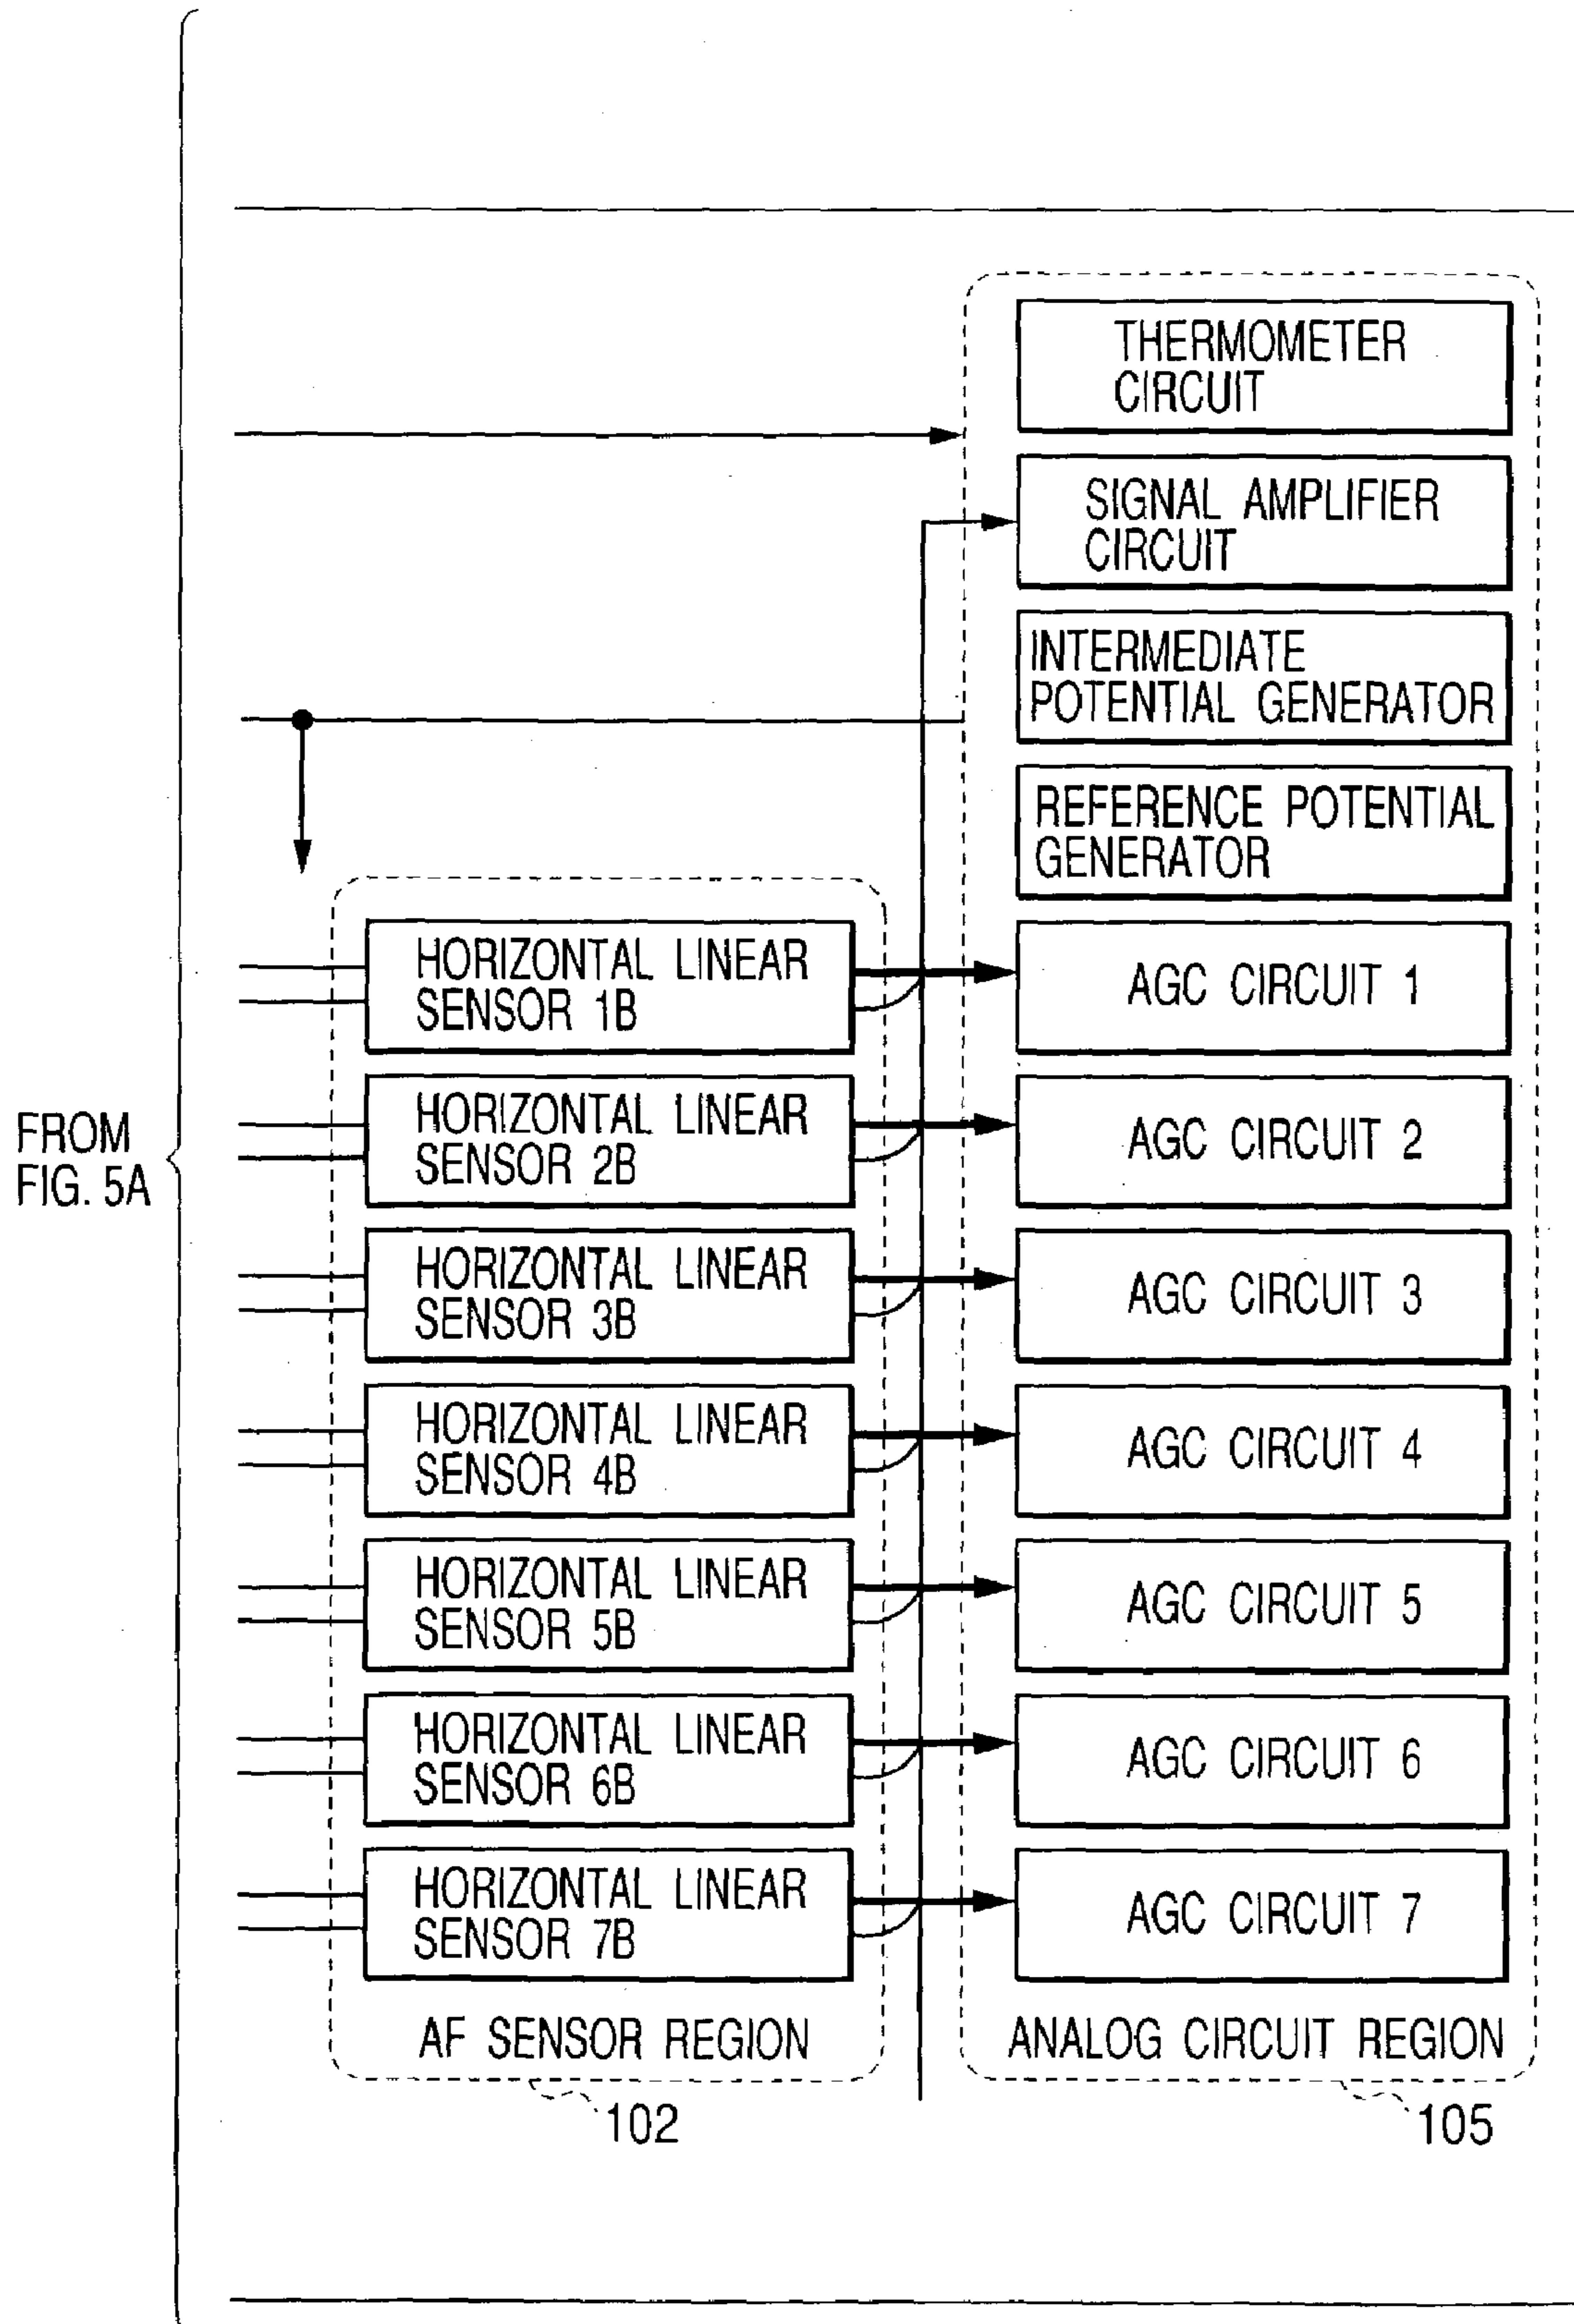 THERMOMETER
CIRCUIT
SIGNAL AMPLIFIER
CIRCUIT
INTERMEDIATE
POTENTIAL GENERATOR
REFERENCE POTENTIAL
GENERATOR
FROM
FIG. 5A
HORIZONTAL LINEAR
SENSOR 1B
AGC CIRCUIT 1
HORIZONTAL LINEAR
SENSOR 2B
AGC CIRCUIT 2
HORIZONTAL LINEAR
SENSOR 3B
AGC CIRCUIT 3
HORIZONTAL LINEAR
SENSOR 4B
AGC CIRCUIT 4
HORIZONTAL LINEAR
SENSOR 5B
AGC CIRCUIT 5
HORIZONTAL LINEAR
SENSOR 6B
AGC CIRCUIT 6
HORIZONTAL LINEAR
SENSOR 7B
AGC CIRCUIT 7
AF SENSOR REGION
ANALOG CIRCUIT REGION
102
105